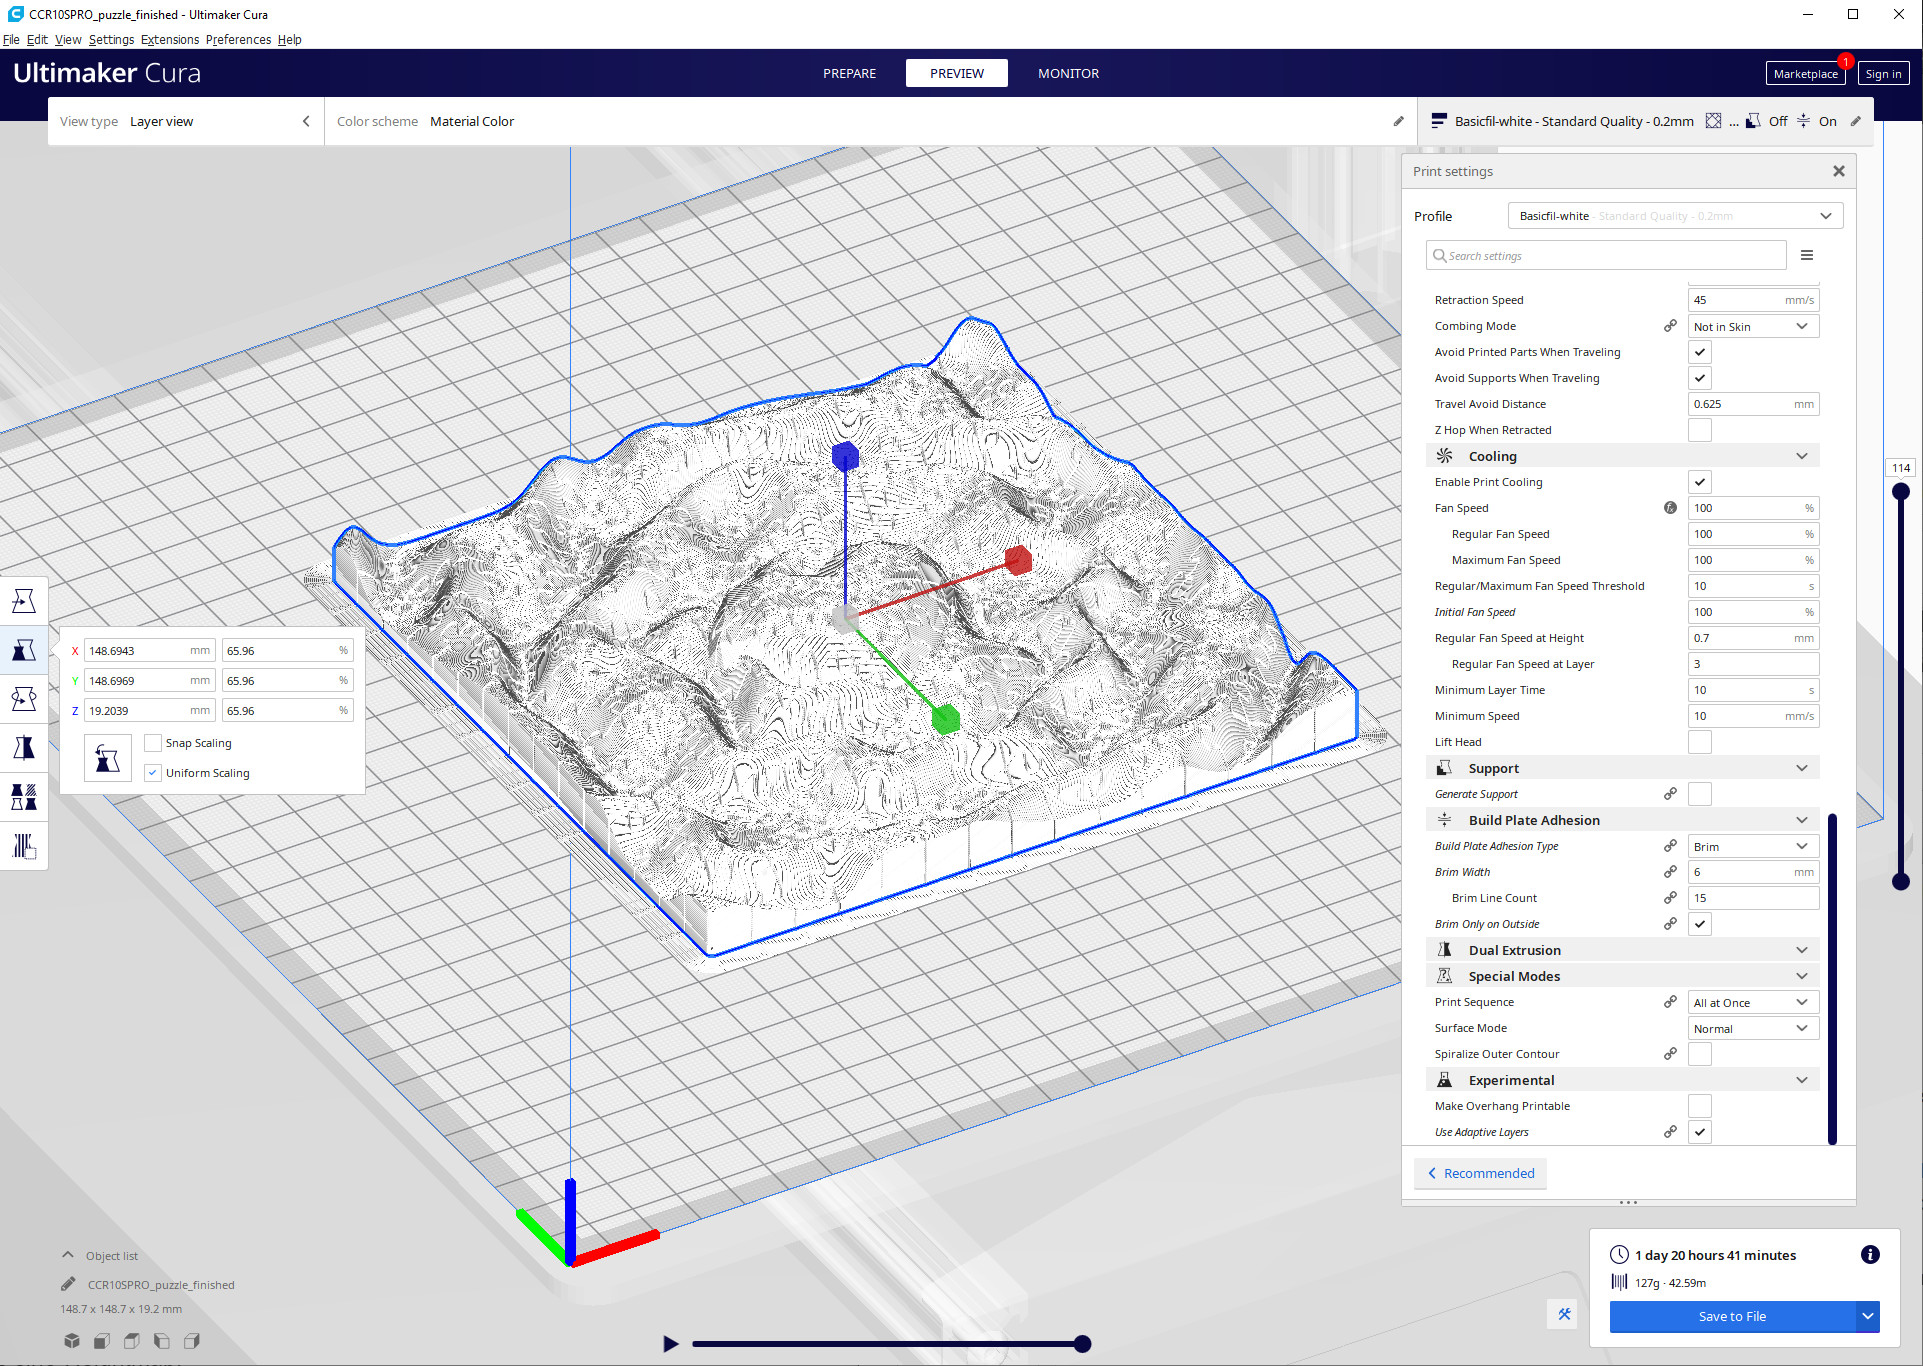 CCR10SPRO_puzzle_finished - Ultimaker Cura
File Edit View Settings Extensions Preferences Help
Ultimaker Cura
PREPARE PREVIEW MONITOR
Marketplace 1 Sign in
View type Layer view
Color scheme Material Color
Basicfil-white - Standard Quality - 0.2mm ... Off On
Print settings
Profile Basicfil-white - Standard Quality - 0.2mm
Search settings
Retraction Speed 45 mm/s
Combing Mode Not in Skin
Avoid Printed Parts When Traveling
Avoid Supports When Traveling
Travel Avoid Distance 0.625 mm
Z Hop When Retracted
Cooling
Enable Print Cooling
Fan Speed 100 %
Regular Fan Speed 100 %
Maximum Fan Speed 100 %
Regular/Maximum Fan Speed Threshold 10 s
Initial Fan Speed 100 %
Regular Fan Speed at Height 0.7 mm
Regular Fan Speed at Layer 3
Minimum Layer Time 10 s
Minimum Speed 10 mm/s
Lift Head
Support
Generate Support
Build Plate Adhesion
Build Plate Adhesion Type Brim
Brim Width 6 mm
Brim Line Count 15
Brim Only on Outside
Dual Extrusion
Special Modes
Print Sequence All at Once
Surface Mode Normal
Spiralize Outer Contour
Experimental
Make Overhang Printable
Use Adaptive Layers
Recommended
114
X 148.6943 mm 65.96 %
Y 148.6969 mm 65.96 %
Z 19.2039 mm 65.96 %
Snap Scaling
Uniform Scaling
Object list
CCR10SPRO_puzzle_finished
148.7 x 148.7 x 19.2 mm
1 day 20 hours 41 minutes
127g · 42.59m
Save to File